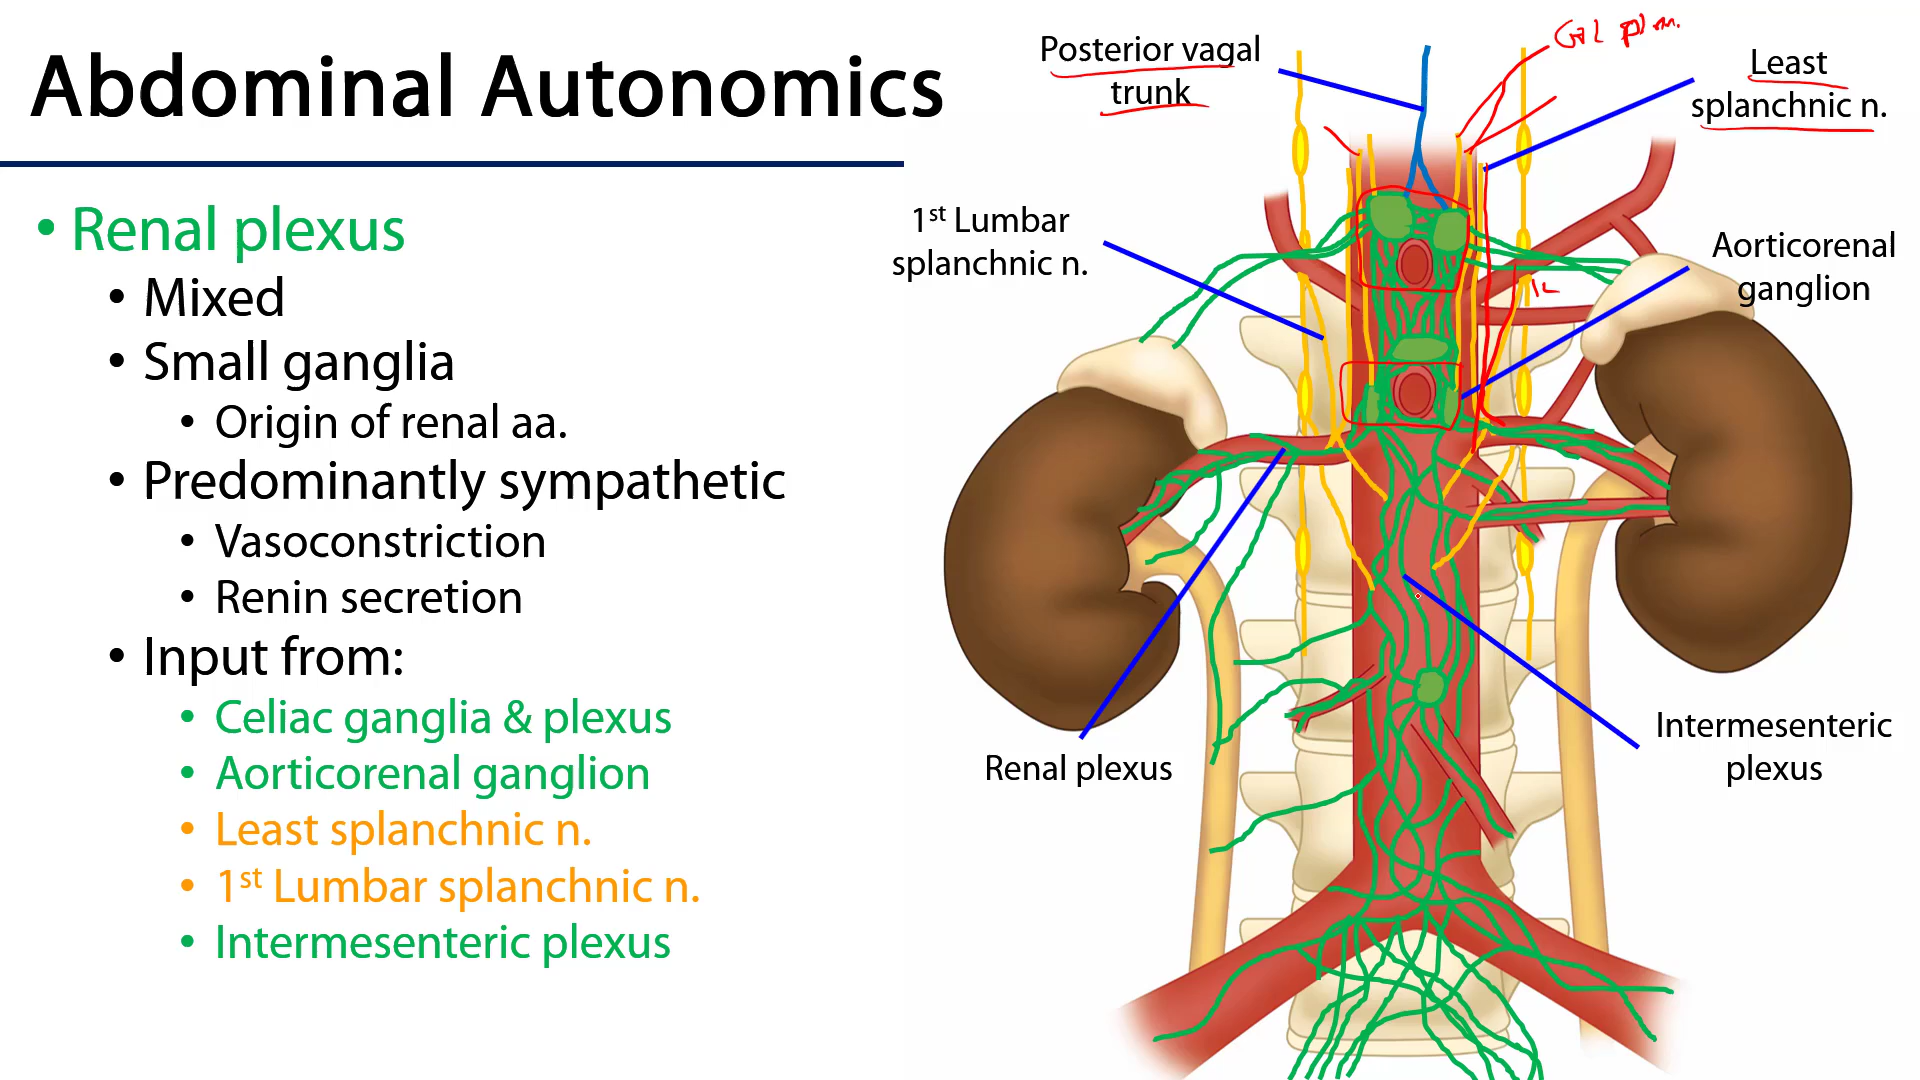 Abdominal Autonomics
• Renal plexus
• Mixed
• Small ganglia
• Origin of renal aa.
• Predominantly sympathetic
• Vasoconstriction
• Renin secretion
• Input from:
• Celiac ganglia & plexus
• Aorticorenal ganglion
• Least splanchnic n.
• 1st Lumbar splanchnic n.
• Intermesenteric plexus
Posterior vagal
trunk
Least
splanchnic n.
1st Lumbar
splanchnic n.
Aorticorenal
ganglion
Renal plexus
Intermesenteric
plexus